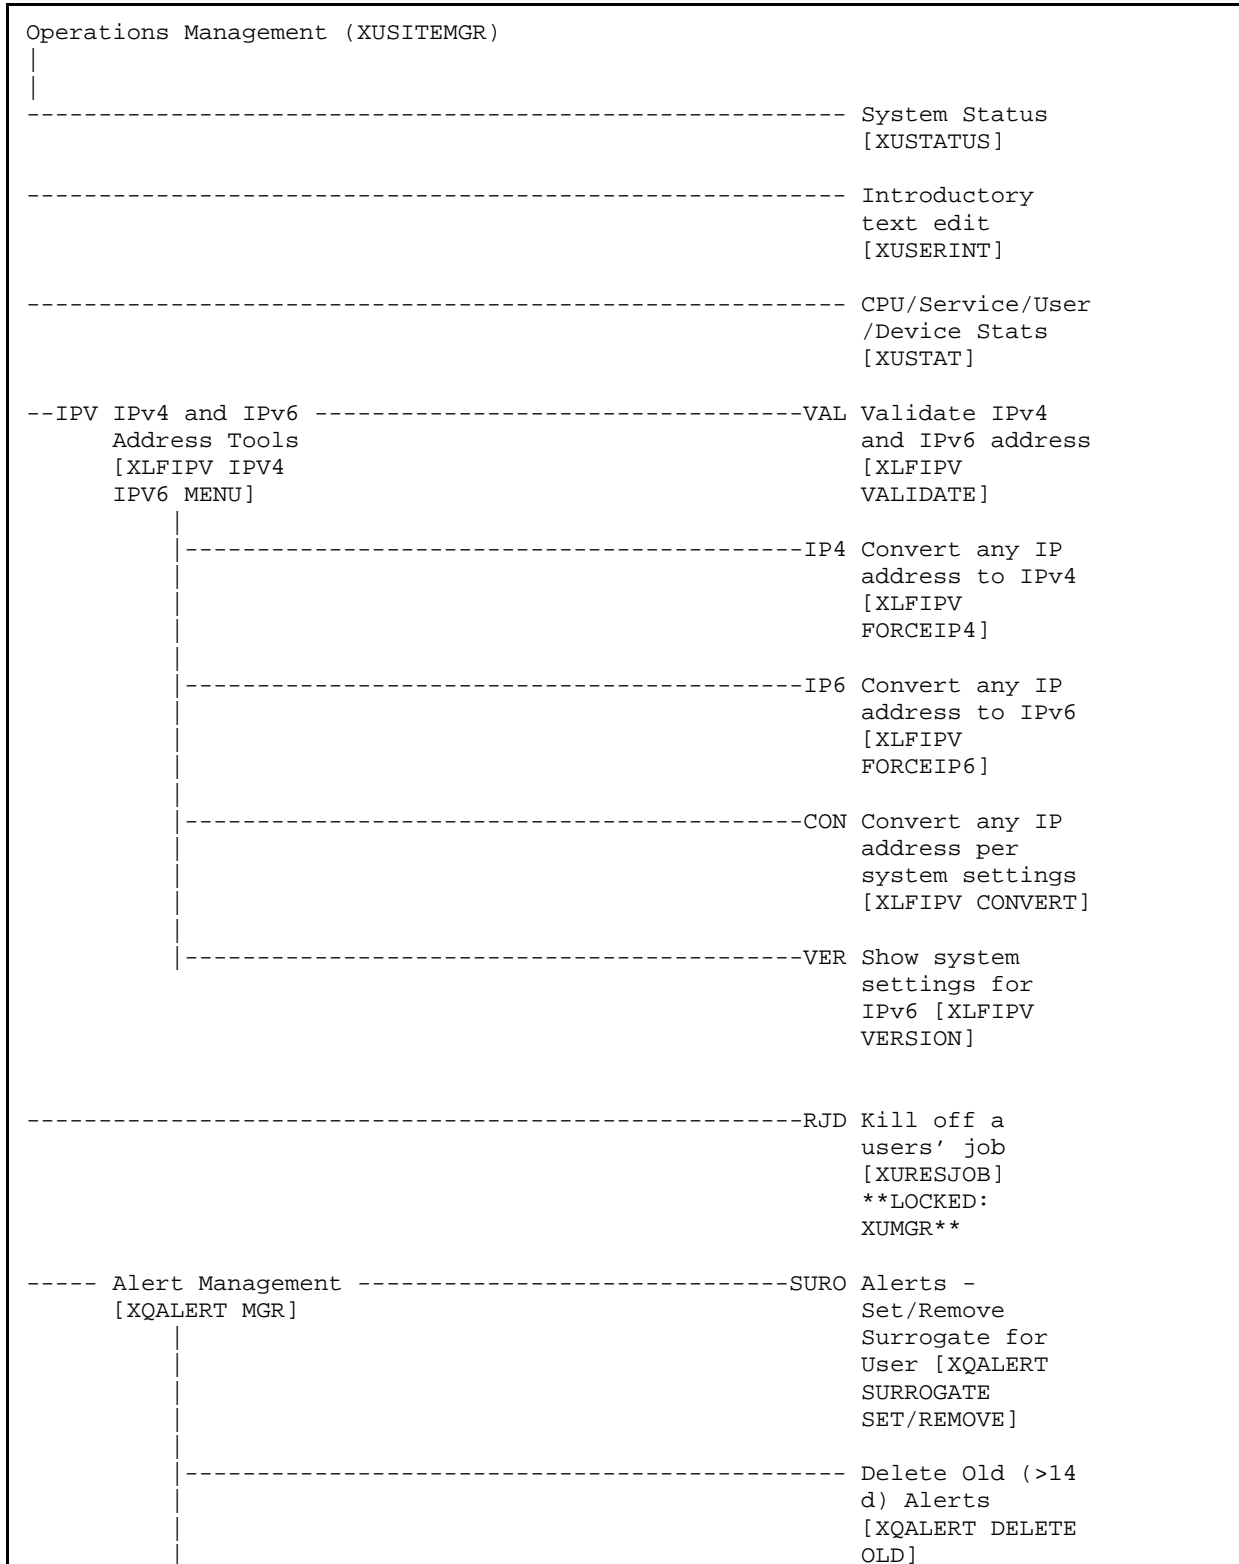 Operations Management (XUSITEMGR)
|
|
----------------------------------------------------------- System Status
[XUSTATUS]
----------------------------------------------------------- Introductory
text edit
[XUSERINT]
----------------------------------------------------------- CPU/Service/User
/Device Stats
[XUSTAT]
--IPV IPv4 and IPv6 ----------------------------------VAL Validate IPv4
Address Tools and IPv6 address
[XLFIPV IPV4 [XLFIPV
IPV6 MENU] VALIDATE]
|
|-------------------------------------------IP4 Convert any IP
| address to IPv4
| [XLFIPV
| FORCEIP4]
|
|-------------------------------------------IP6 Convert any IP
| address to IPv6
| [XLFIPV
| FORCEIP6]
|
|-------------------------------------------CON Convert any IP
| address per
| system settings
| [XLFIPV CONVERT]
|
|-------------------------------------------VER Show system
settings for
IPv6 [XLFIPV
VERSION]
------------------------------------------------------RJD Kill off a
users’ job
[XURESJOB]
**LOCKED:
XUMGR**
----- Alert Management ------------------------------SURO Alerts -
[XQALERT MGR] Set/Remove
| Surrogate for
| User [XQALERT
| SURROGATE
| SET/REMOVE]
|
|---------------------------------------------- Delete Old (>14
| d) Alerts
| [XQALERT DELETE
| OLD]